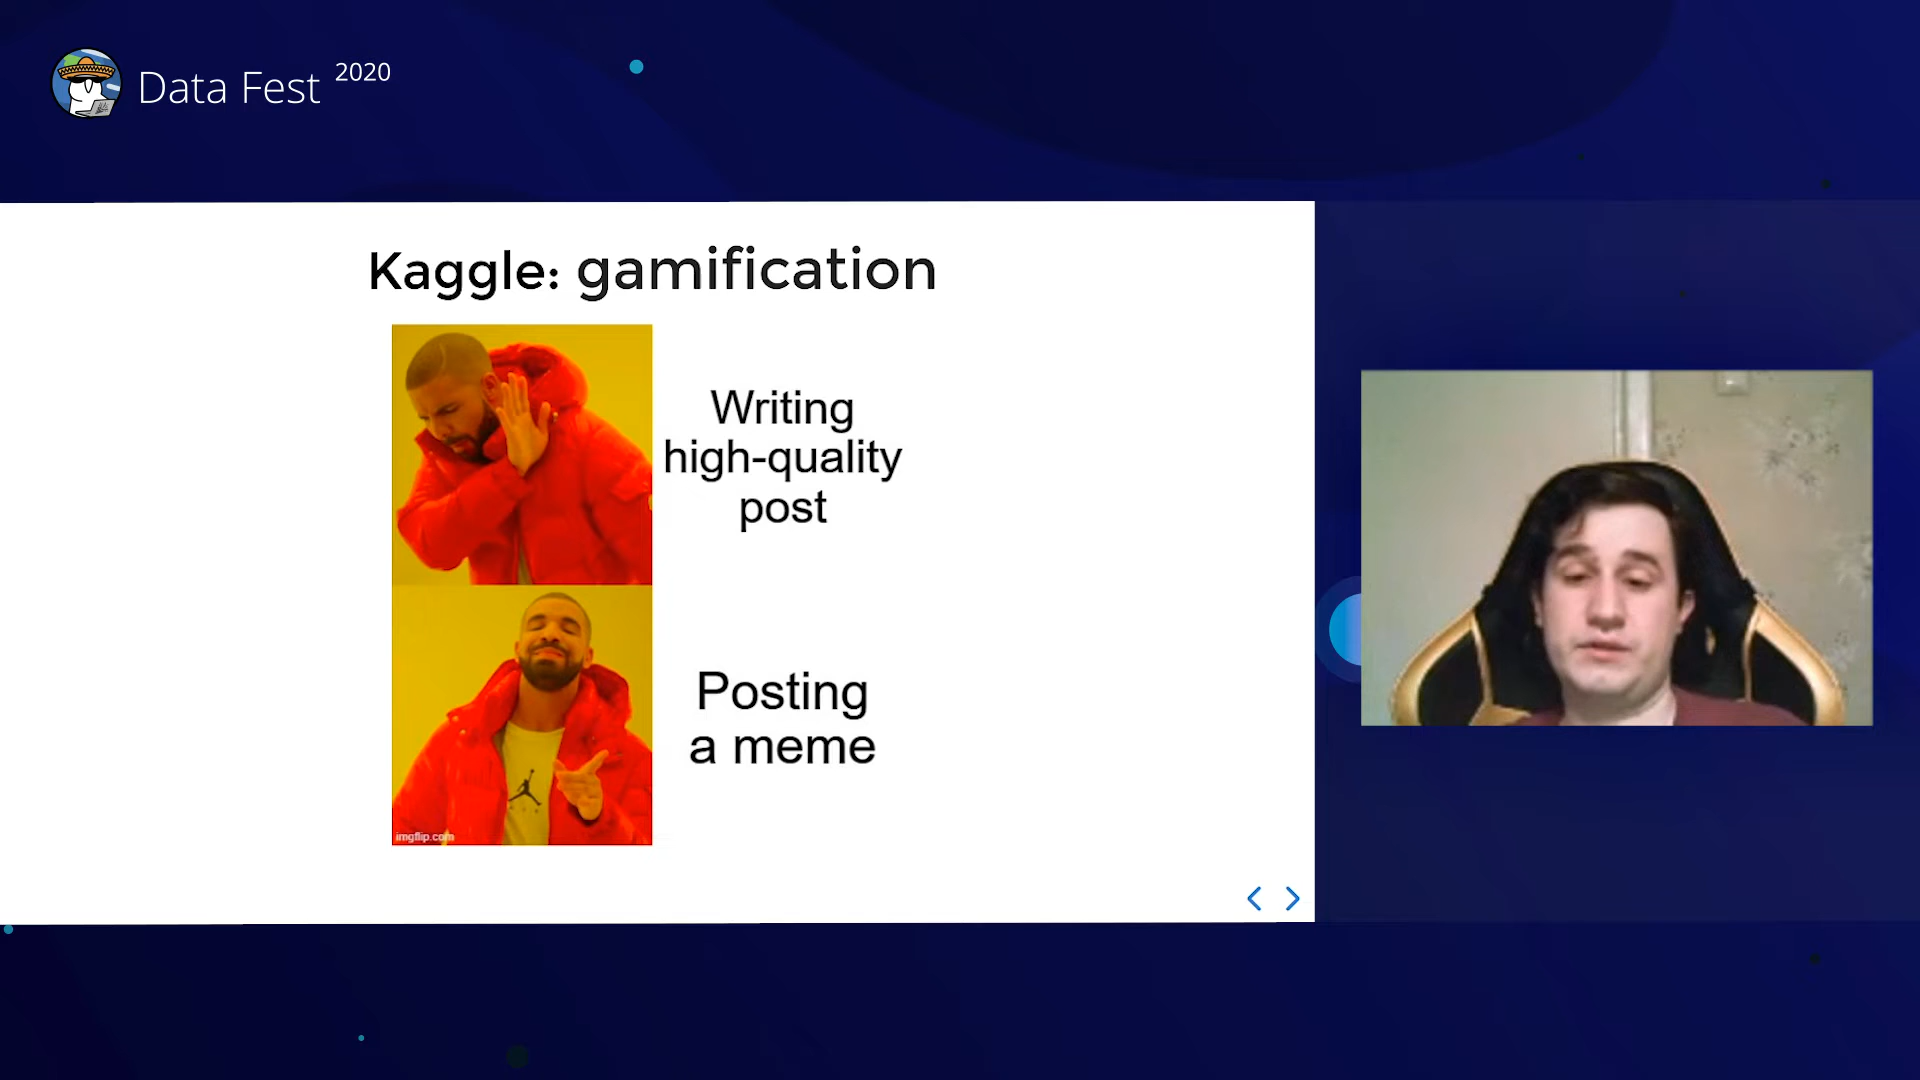 Data Fest 2020
Kaggle: gamification
Writing
high-quality
post
Posting
a meme
imgflip.com